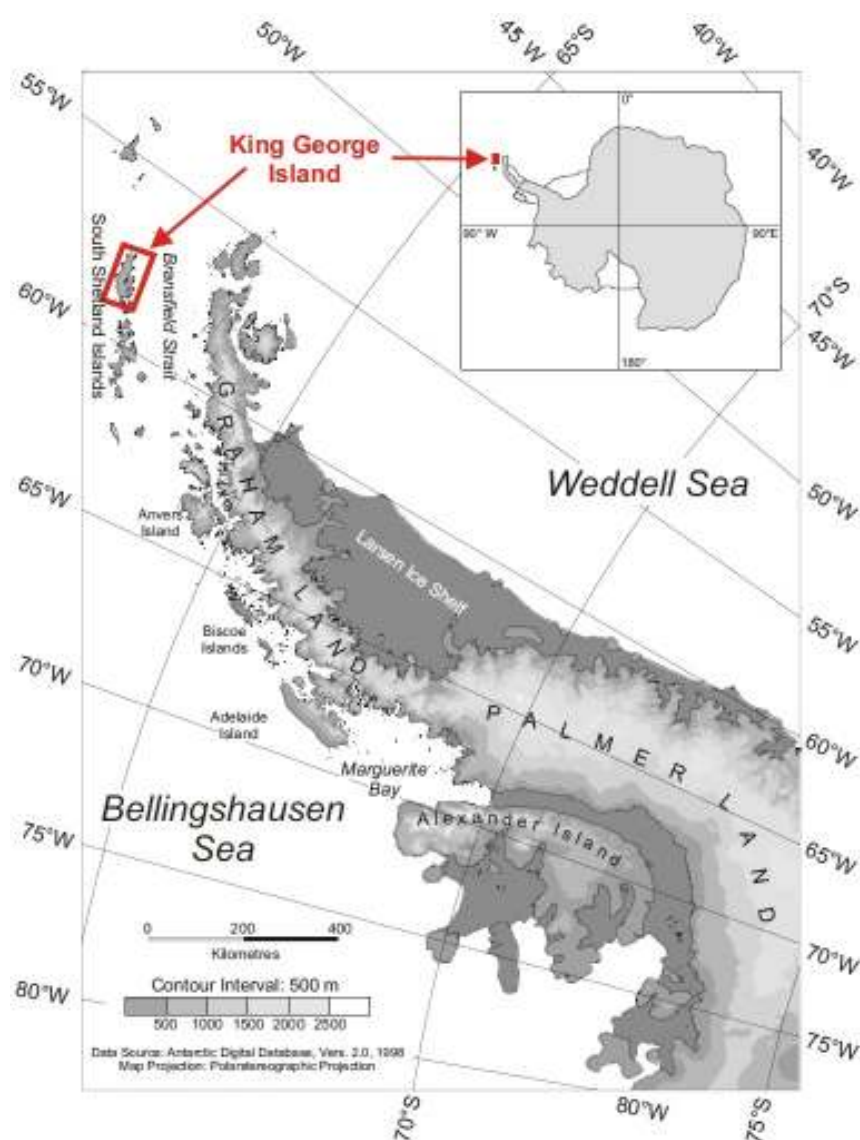 50°W
45 W
65°S
40°W
55°W
40°W
King George
Island
0°
90° W
90°E
180°
South Shetland Islands
Bransfield Strait
60°W
70°S
45°W
GRAHAM LAND
Weddell Sea
50°W
65°W
Anvers
Island
Larsen Ice Shelf
Biscoe
Islands
55°W
70°W
Adelaide
Island
PALMER LAND
60°W
Marguerite
Bay
Bellingshausen
Sea
Alexander Island
75°W
65°W
0 200 400
Kilometres
70°W
Contour Interval: 500 m
80°W
500 1000 1500 2000 2500
75°W
Data Source: Antarctic Digital Database, Vers. 2.0, 1998
Map Projection: Polarstereographic Projection
70°S
80°W
75°S